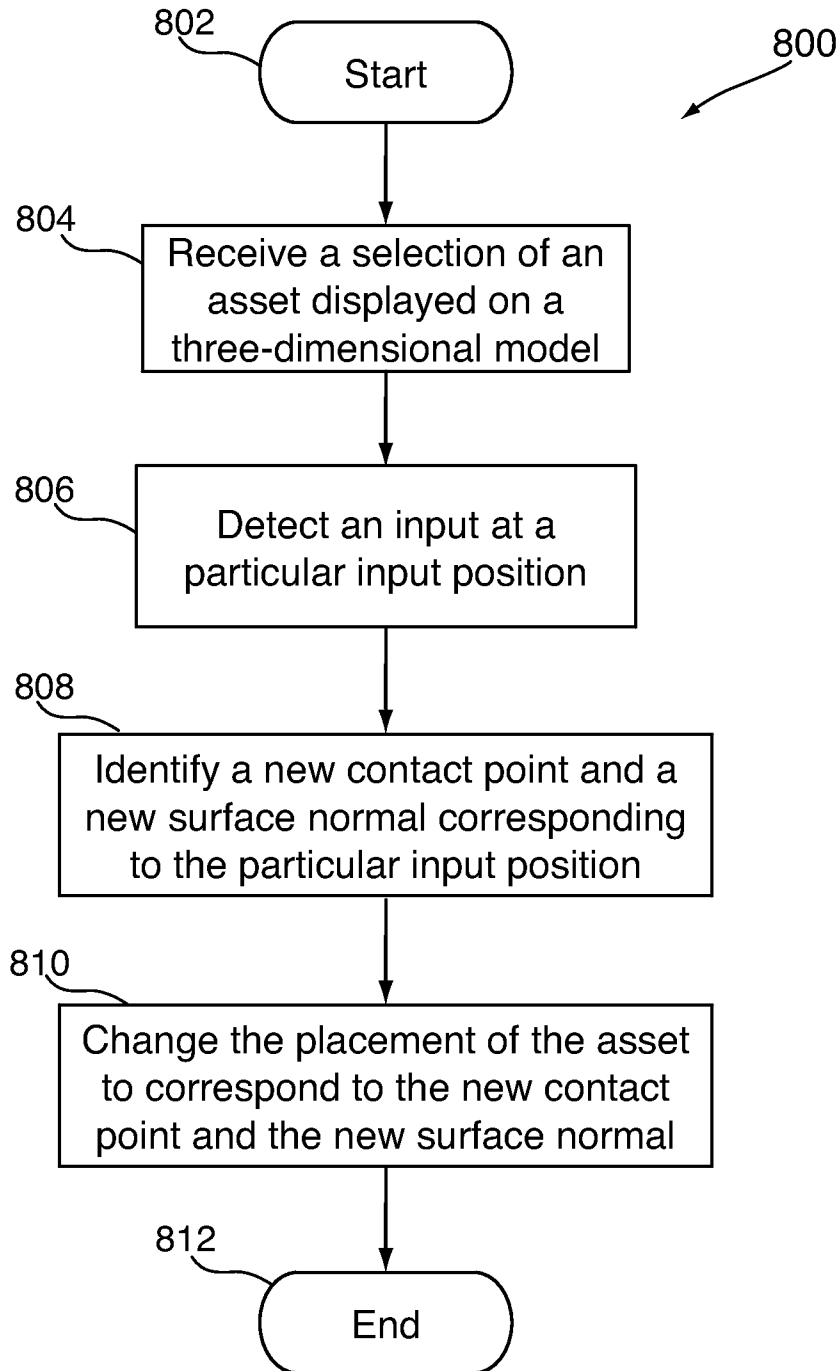 802
Start
800
804
Receive a selection of an
asset displayed on a
three-dimensional model
806
Detect an input at a
particular input position
808
Identify a new contact point and a
new surface normal corresponding
to the particular input position
810
Change the placement of the asset
to correspond to the new contact
point and the new surface normal
812
End